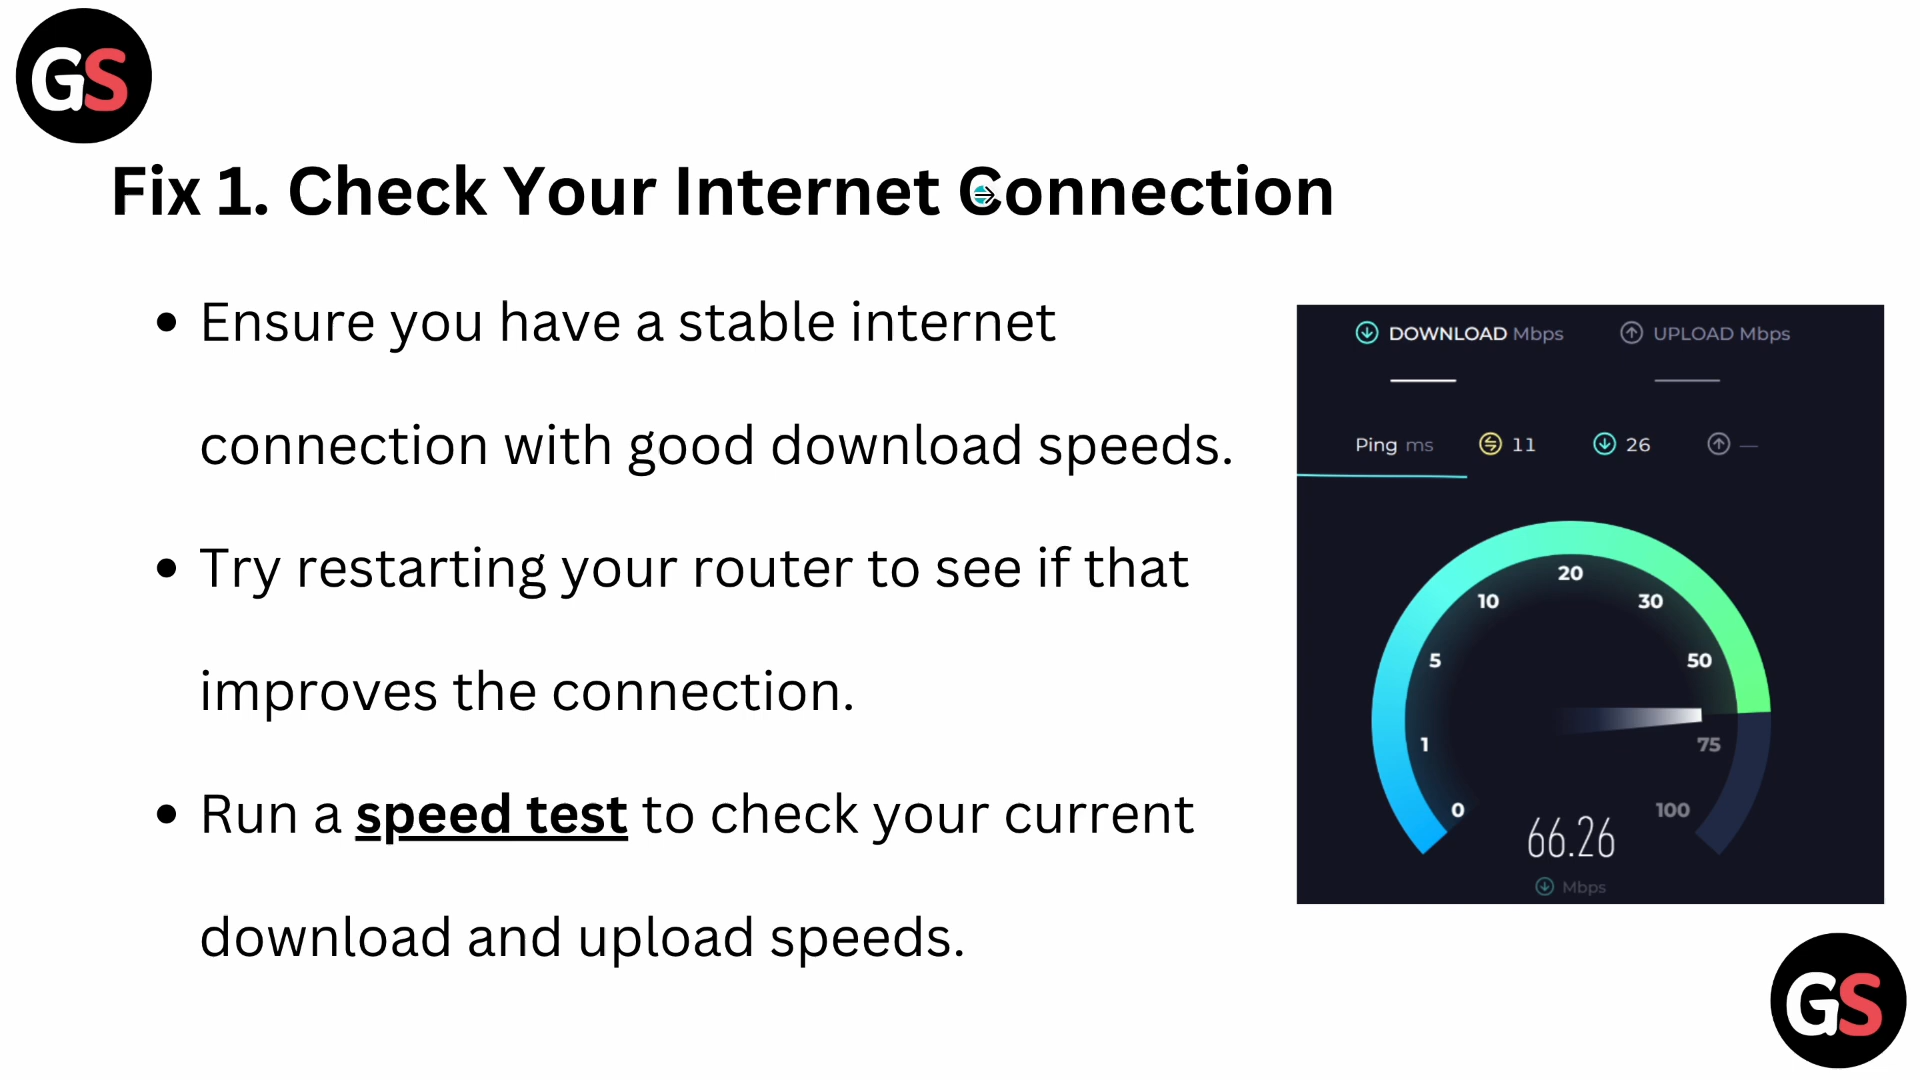 GS
Fix 1. Check Your Internet Connection
Ensure you have a stable internet
connection with good download speeds.
Try restarting your router to see if that
improves the connection.
Run a speed test to check your current
download and upload speeds.
DOWNLOAD Mbps UPLOAD Mbps
Ping ms 11 26 —
0
1
5
10
20
30
50
75
100
66.26
Mbps
GS